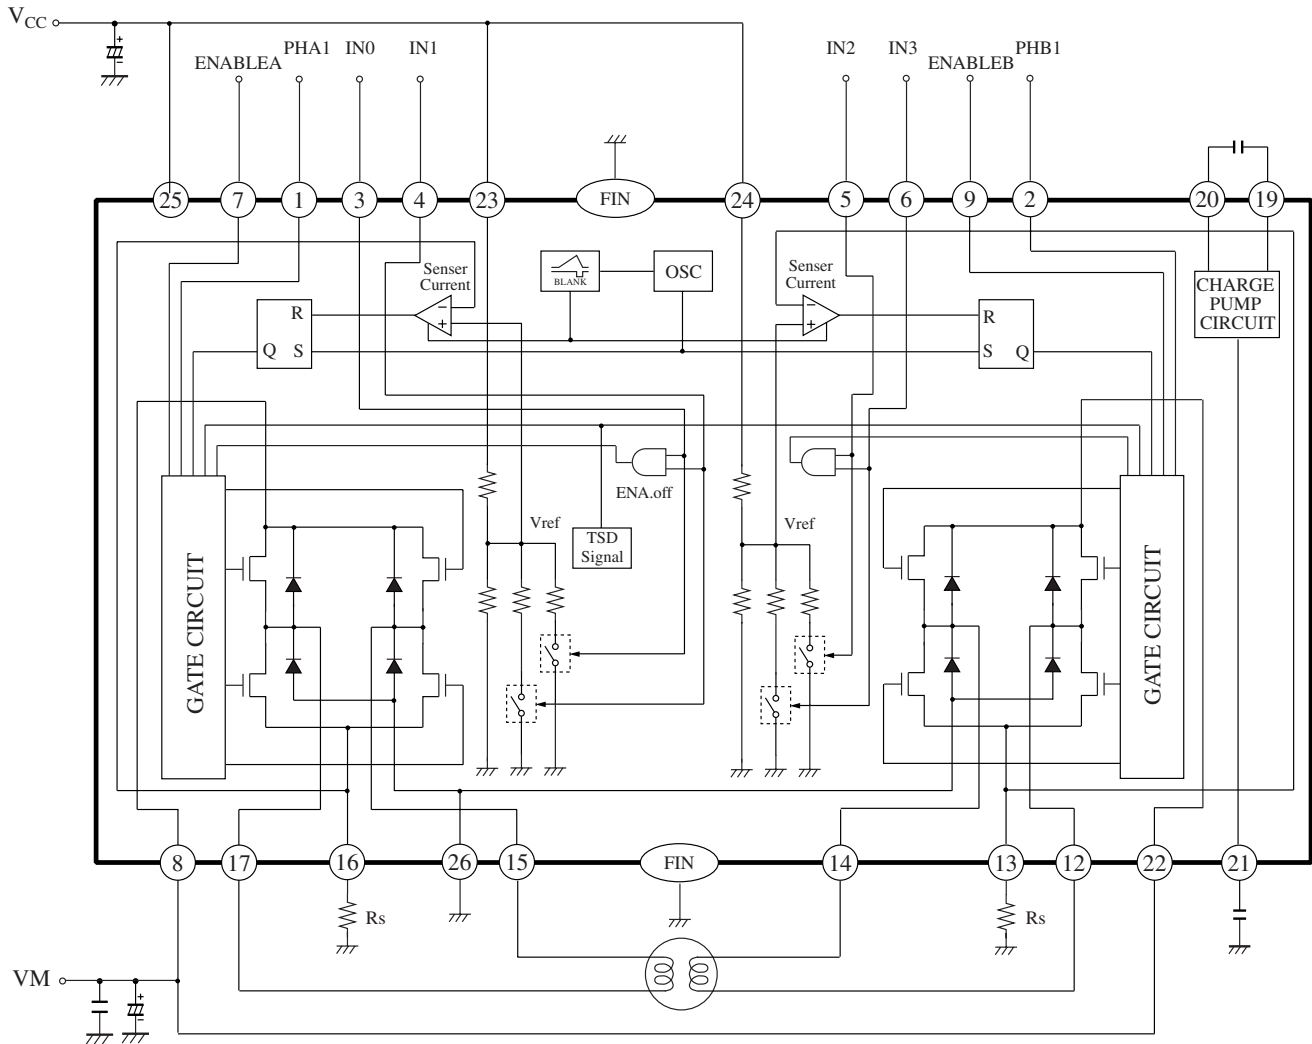 VCC
ENABLEA
PHA1
IN0
IN1
IN2
IN3
ENABLEB
PHB1
25
7
1
3
4
23
FIN
24
5
6
9
2
20
19
+
−
Senser
Current
BLANK
OSC
Senser
Current
CHARGE
PUMP
CIRCUIT
R
Q
S
−
+
−
+
R
S
Q
ENA.off
Vref
TSD
Signal
Vref
GATE CIRCUIT
GATE CIRCUIT
8
17
16
26
15
FIN
14
13
12
22
21
Rs
Rs
VM
+
−